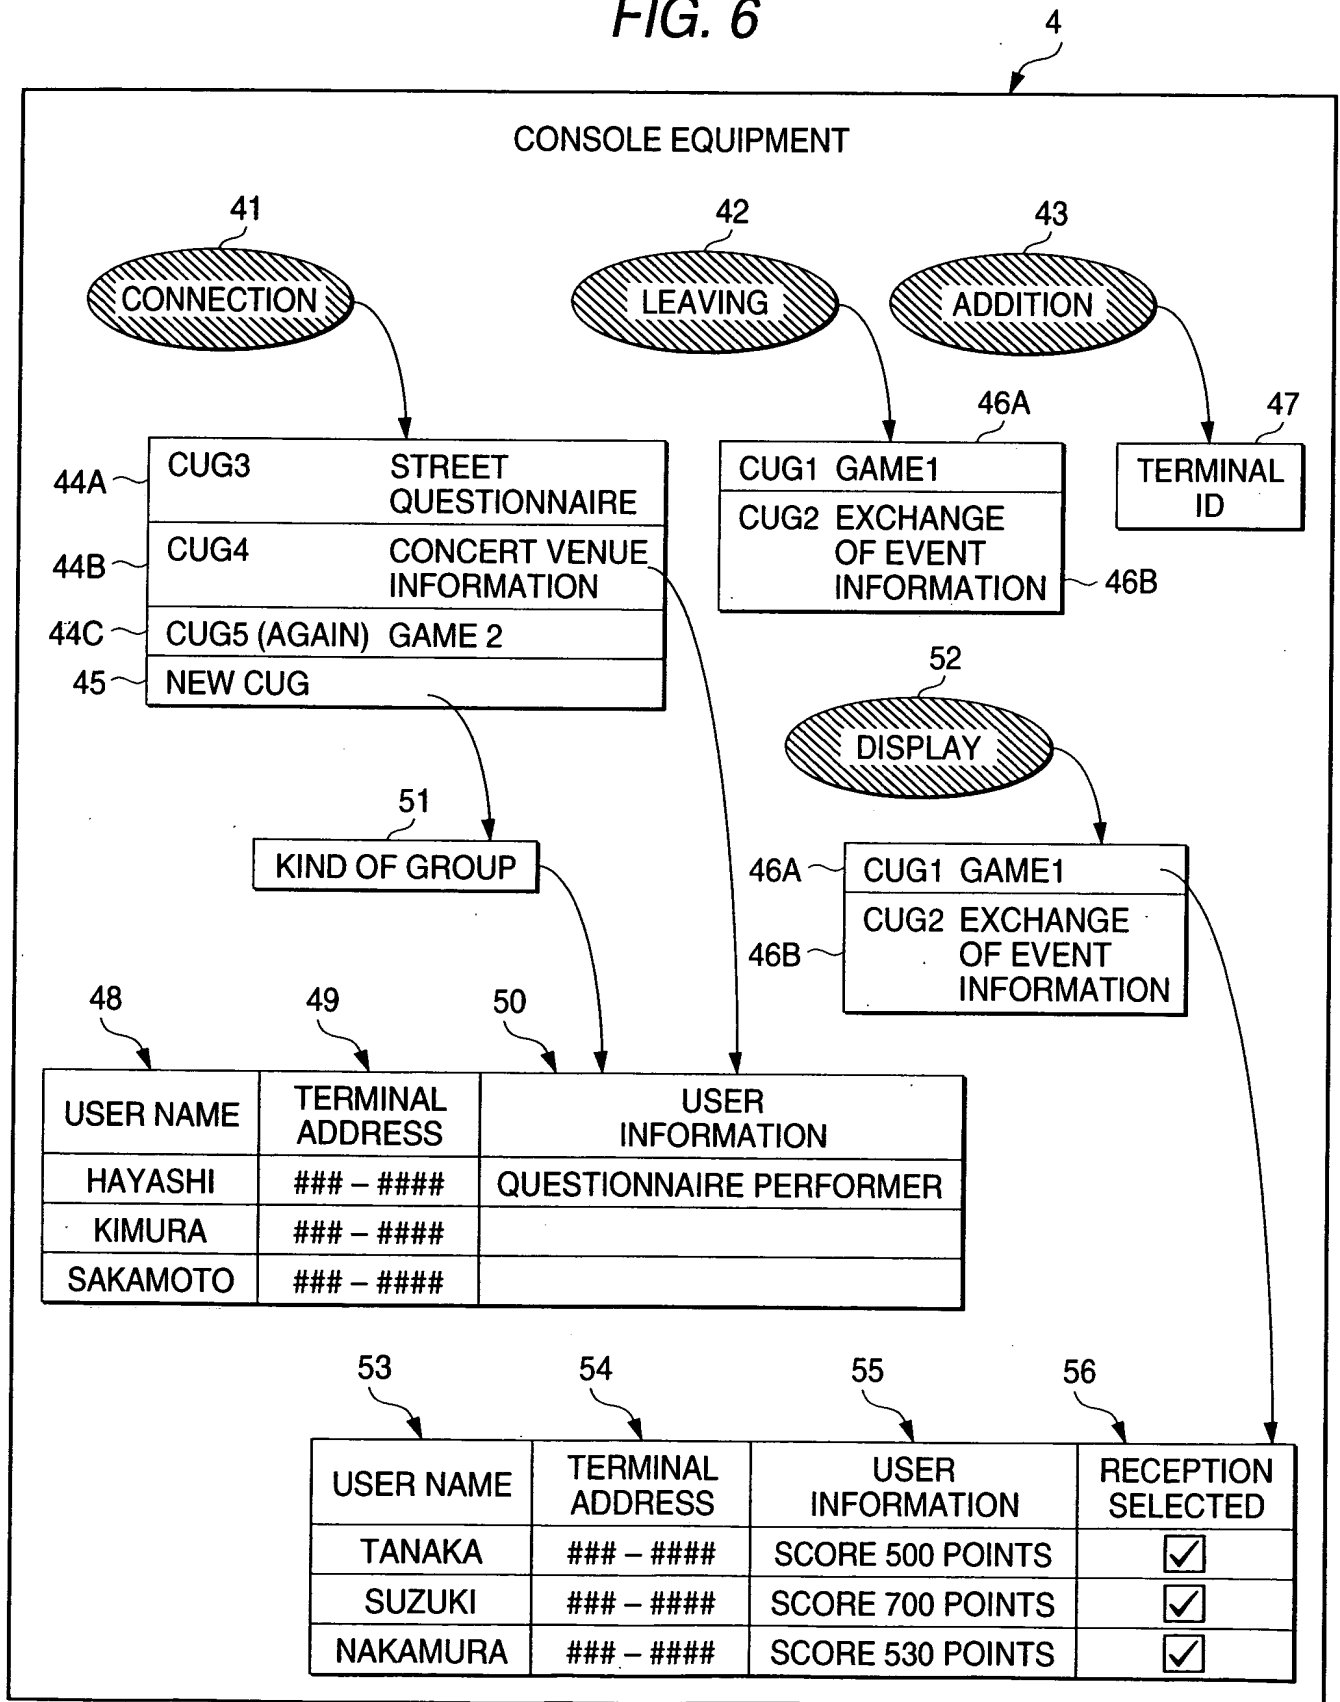 FIG. 6
4
CONSOLE EQUIPMENT
41
42
43
CONNECTION
LEAVING
ADDITION
44A
CUG3 STREET
QUESTIONNAIRE
44B
CUG4 CONCERT VENUE
INFORMATION
44C
CUG5 (AGAIN) GAME 2
45
NEW CUG
46A
CUG1 GAME1
CUG2 EXCHANGE
OF EVENT
INFORMATION
46B
47
TERMINAL
ID
52
DISPLAY
51
KIND OF GROUP
46A
CUG1 GAME1
46B
CUG2 EXCHANGE
OF EVENT
INFORMATION
48
49
50
USER NAME
TERMINAL
ADDRESS
USER
INFORMATION
HAYASHI ### – #### QUESTIONNAIRE PERFORMER
KIMURA ### – ####
SAKAMOTO ### – ####
53
54
55
56
USER NAME
TERMINAL
ADDRESS
USER
INFORMATION
RECEPTION
SELECTED
TANAKA ### – #### SCORE 500 POINTS ☑
SUZUKI ### – #### SCORE 700 POINTS ☑
NAKAMURA ### – #### SCORE 530 POINTS ☑